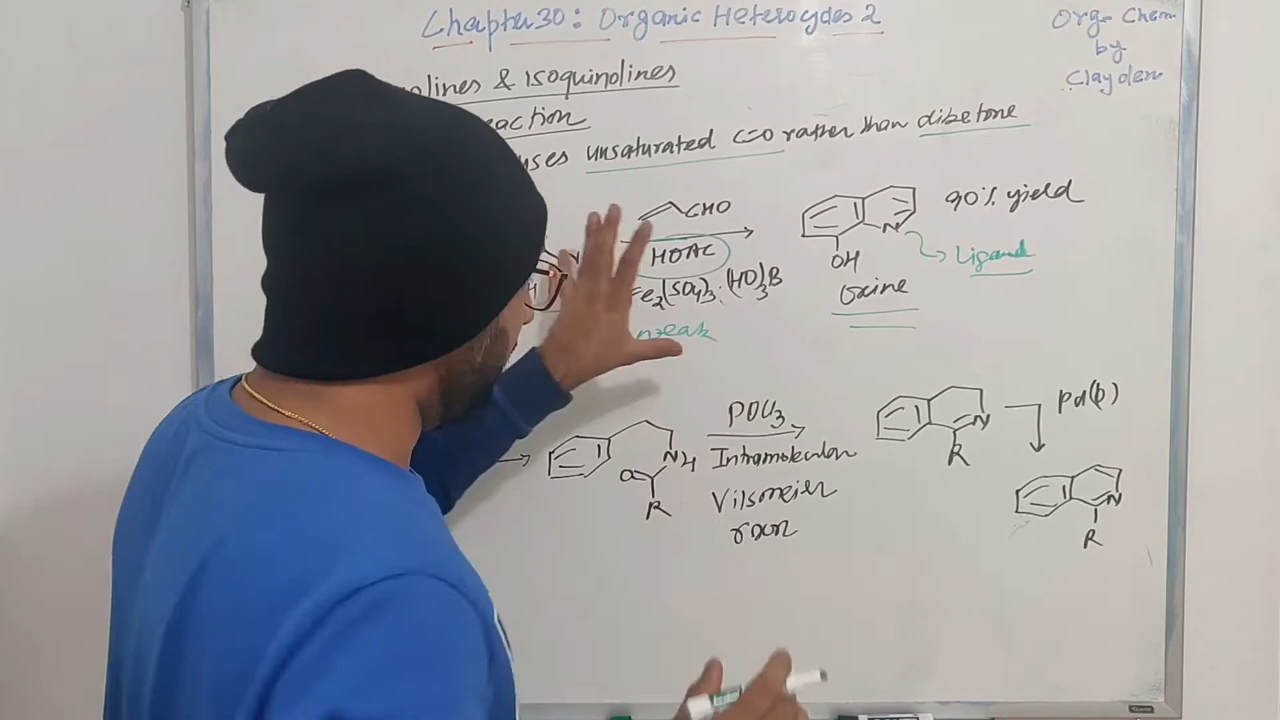 Chapter 30: Organic Heterocycles 2
Org. Chem
by
Clayden
olines & Isoquinolines
eaction
uses unsaturated C=O rather than diketone
CHO
HOAC
Fe2(SO4)3; (HO)3B
weak
N
OH
Oxine
90% yield
Ligand
H
O
NH
R
POCl3
Intramolecular
Vilsmeier
rxn
N
R
Pd(0)
N
R